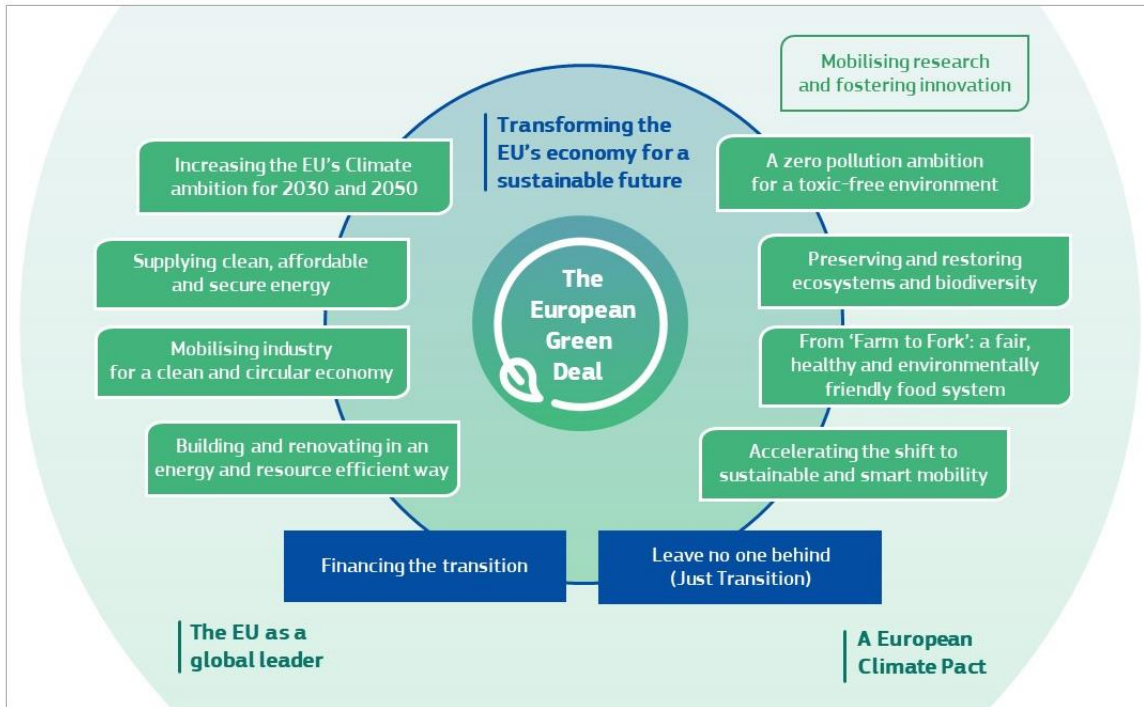 Mobilising research
and fostering innovation
Transforming the
EU's economy for a
sustainable future
Increasing the EU's Climate
ambition for 2030 and 2050
A zero pollution ambition
for a toxic-free environment
Supplying clean, affordable
and secure energy
Preserving and restoring
ecosystems and biodiversity
The
European
Green
Deal
Mobilising industry
for a clean and circular economy
From ‘Farm to Fork’: a fair,
healthy and environmentally
friendly food system
Building and renovating in an
energy and resource efficient way
Accelerating the shift to
sustainable and smart mobility
Financing the transition
Leave no one behind
(Just Transition)
The EU as a
global leader
A European
Climate Pact